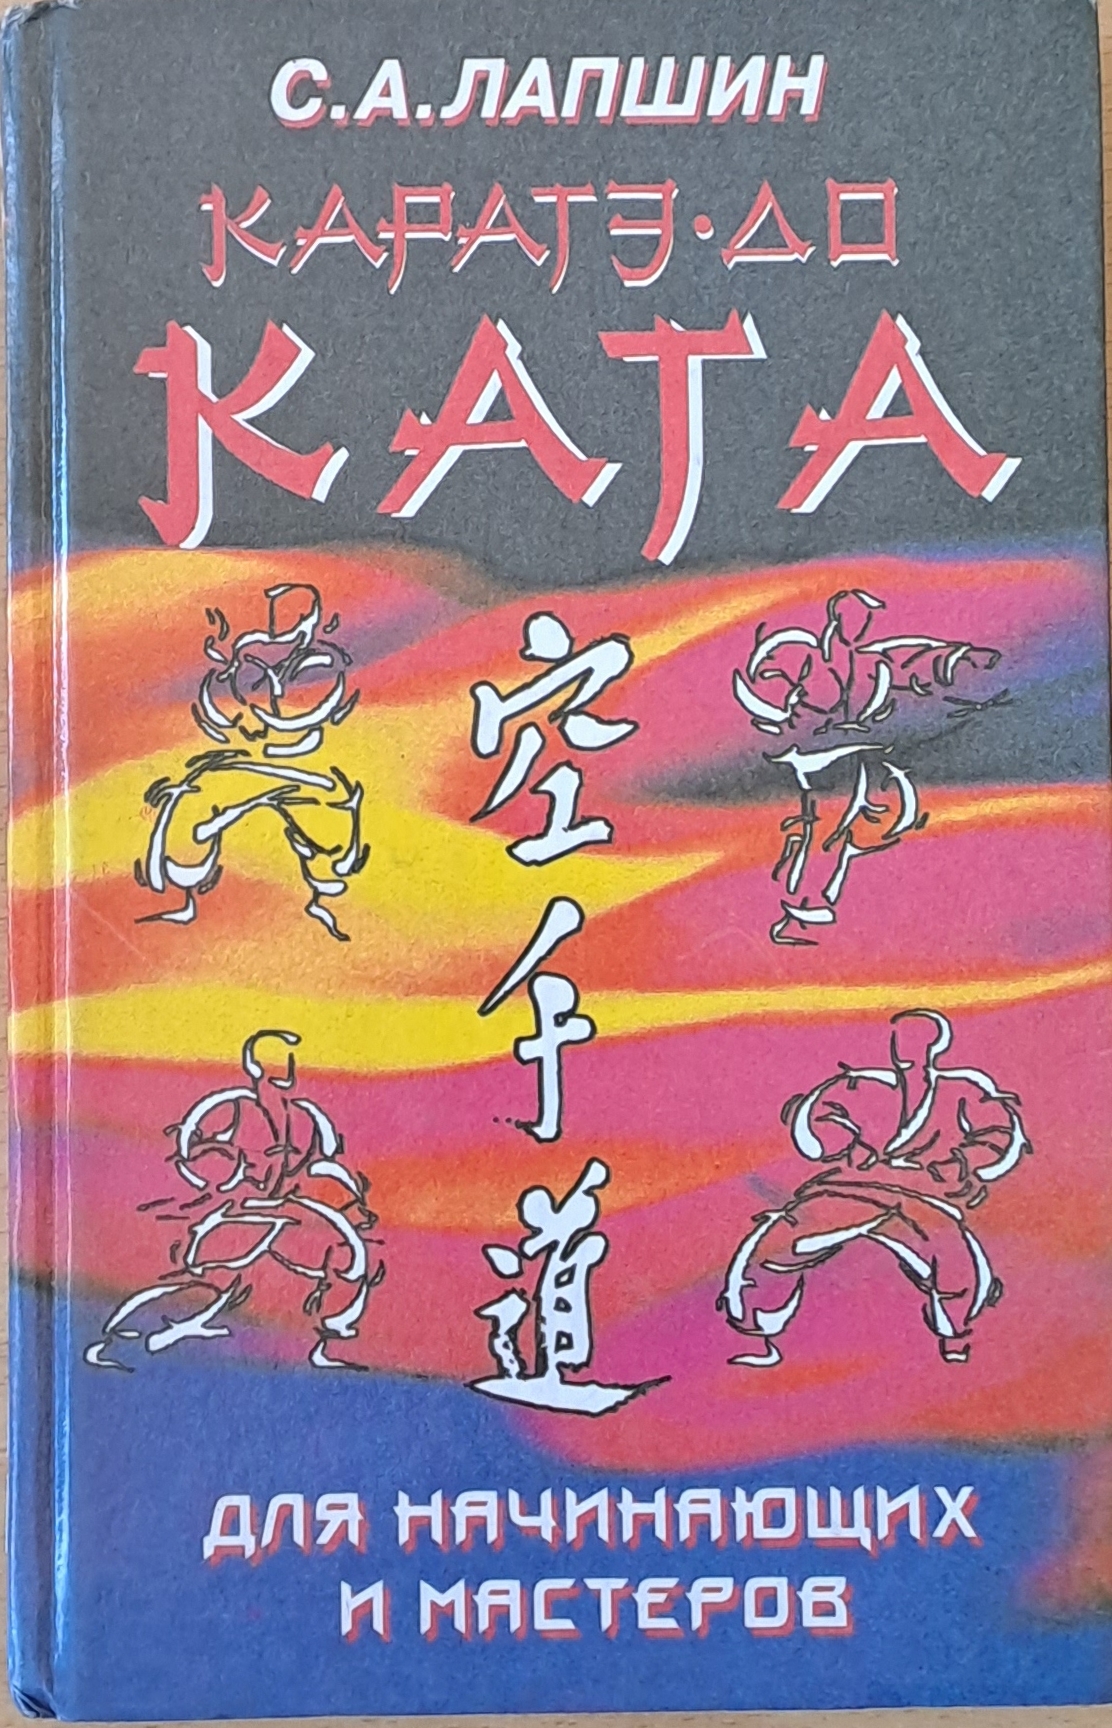 С.А.ЛАПШИН
КАРАТЭ·ДО
КАТА
空
手
道
ДЛЯ НАЧИНАЮЩИХ
И МАСТЕРОВ